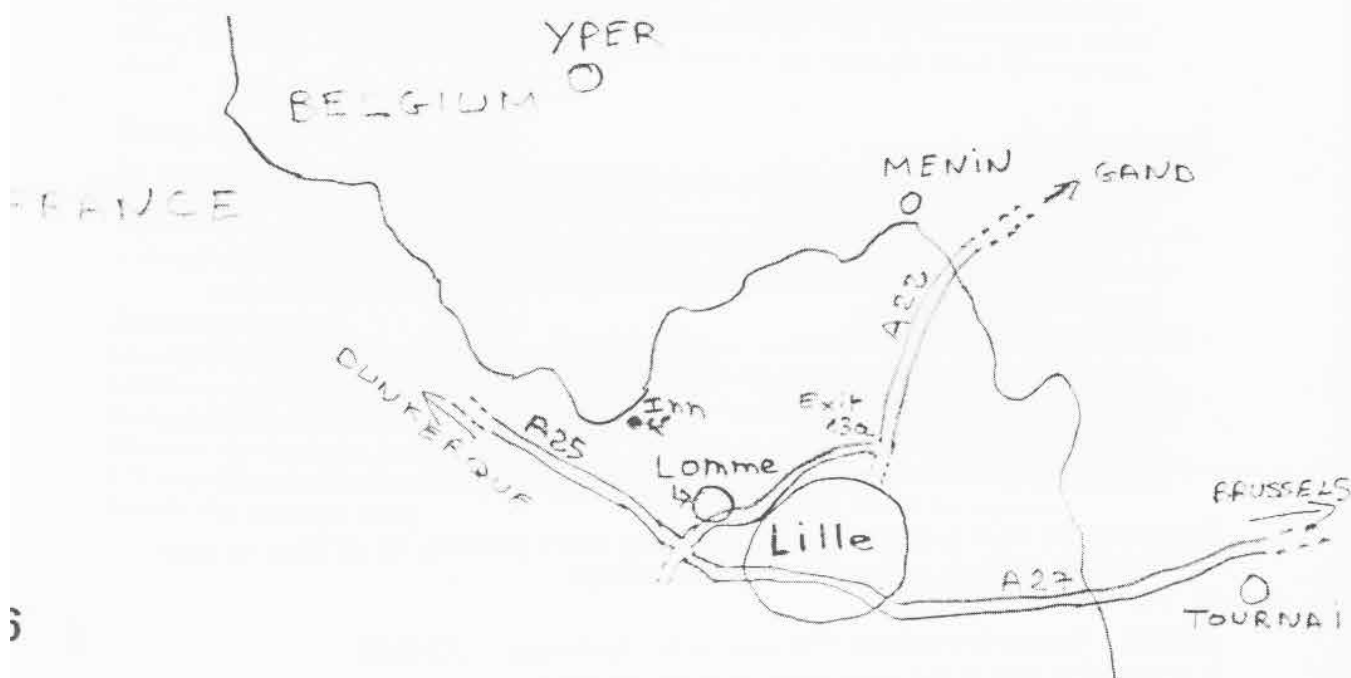 YPER
BELGIUM
MENIN
GAND
FRANCE
A22
DUNKERQUE
A25
Inn
Exit
13a
Lomme
Lille
BRUSSELS
A27
TOURNAI